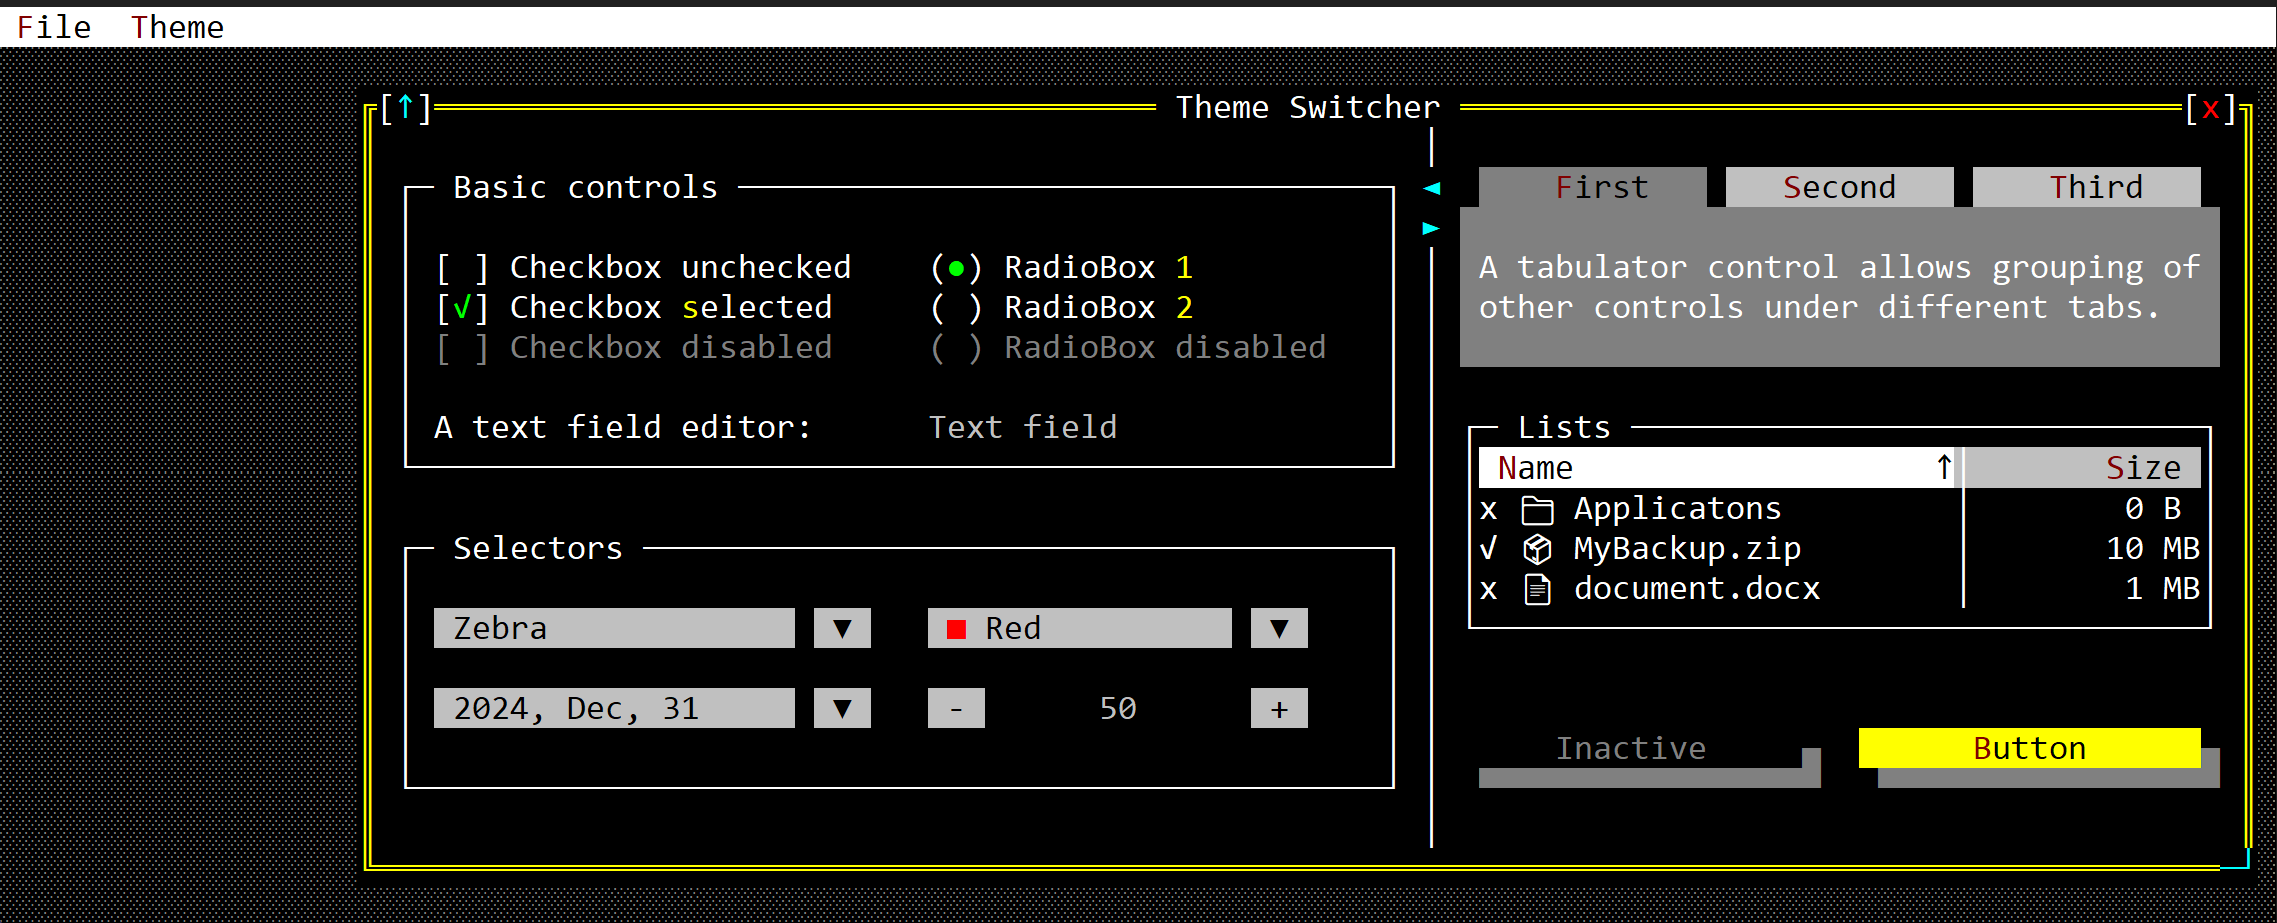 File Theme
[↑] Theme Switcher [x]
Basic controls
[ ] Checkbox unchecked (●) RadioBox 1
[√] Checkbox selected ( ) RadioBox 2
[ ] Checkbox disabled ( ) RadioBox disabled
A text field editor: Text field
Selectors
Zebra ▼ Red ▼
2024, Dec, 31 ▼ - 50 +
◄
►
First Second Third
A tabulator control allows grouping of
other controls under different tabs.
Lists
Name ↑ Size
x Applicatons 0 B
√ MyBackup.zip 10 MB
x document.docx 1 MB
Inactive Button